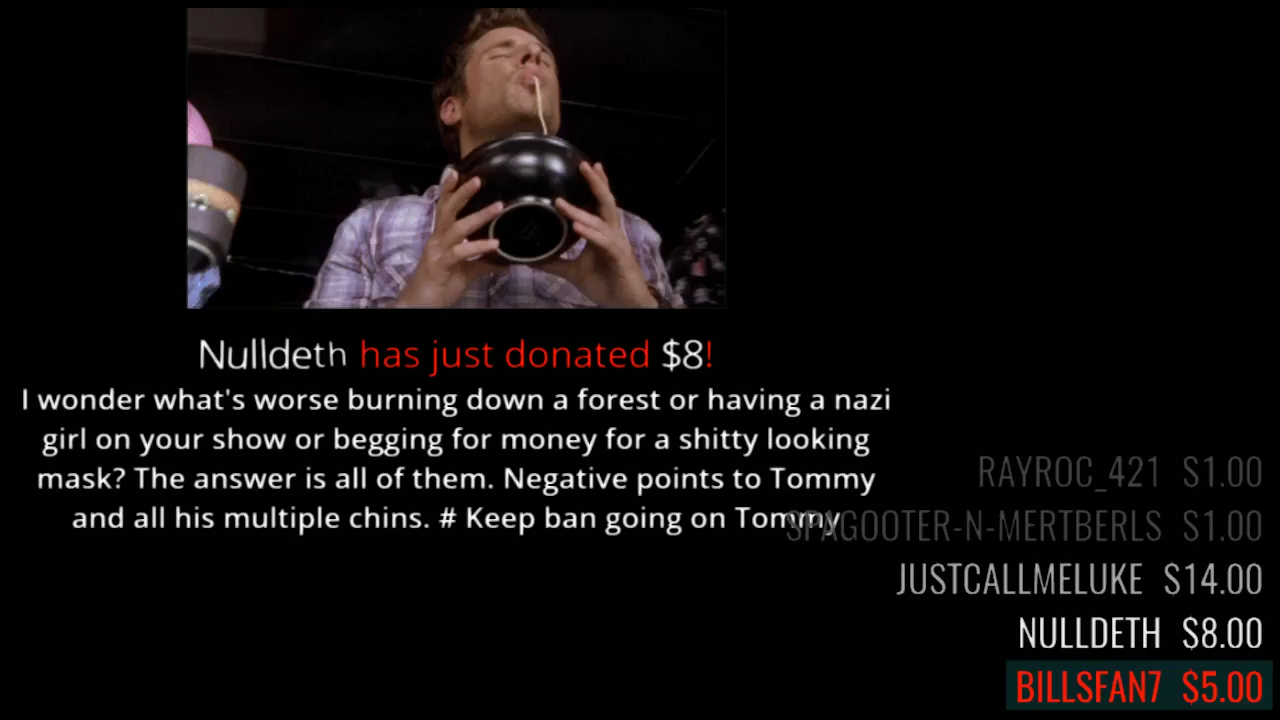 Nulldeth has just donated $8!
I wonder what's worse burning down a forest or having a nazi
girl on your show or begging for money for a shitty looking
mask? The answer is all of them. Negative points to Tommy
and all his multiple chins. # Keep ban going on Tommy
RAYROC_421 $1.00
SPAGOOTER-N-MERTBERLS $1.00
JUSTCALLMELUKE $14.00
NULLDETH $8.00
BILLSFAN7 $5.00